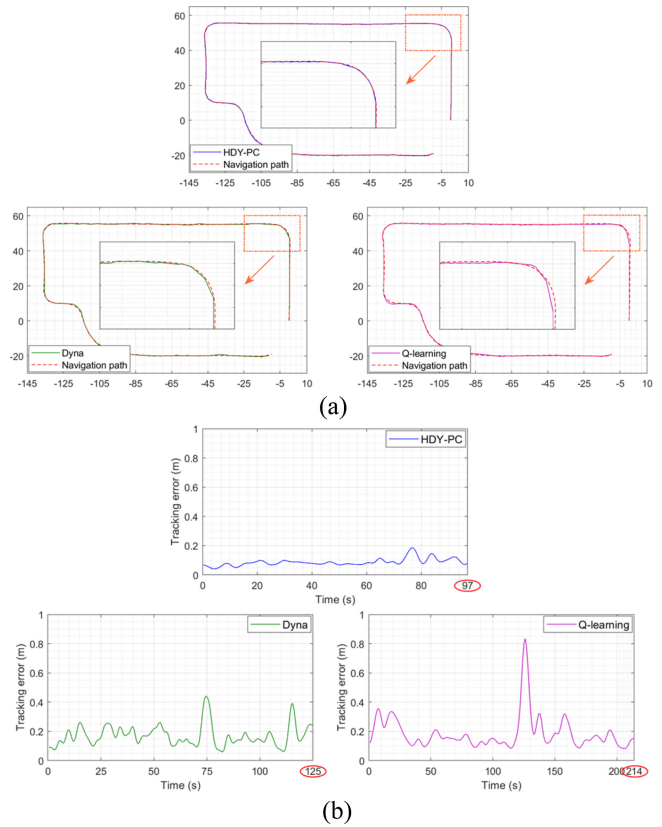 60
40
20
0
-20
HDY-PC
Navigation path
-145 -125 -105 -85 -65 -45 -25 -5 10
60
40
20
0
-20
Dyna
Navigation path
-145 -125 -105 -85 -65 -45 -25 -5 10
60
40
20
0
-20
Q-learning
Navigation path
-145 -125 -105 -85 -65 -45 -25 -5 10
(a)
1
0.8
0.6
0.4
0.2
0
Tracking error (m)
HDY-PC
0 20 40 60 80 97
Time (s)
1
0.8
0.6
0.4
0.2
0
Tracking error (m)
Dyna
0 25 50 75 100 125
Time (s)
1
0.8
0.6
0.4
0.2
0
Tracking error (m)
Q-learning
0 50 100 150 200 214
Time (s)
(b)